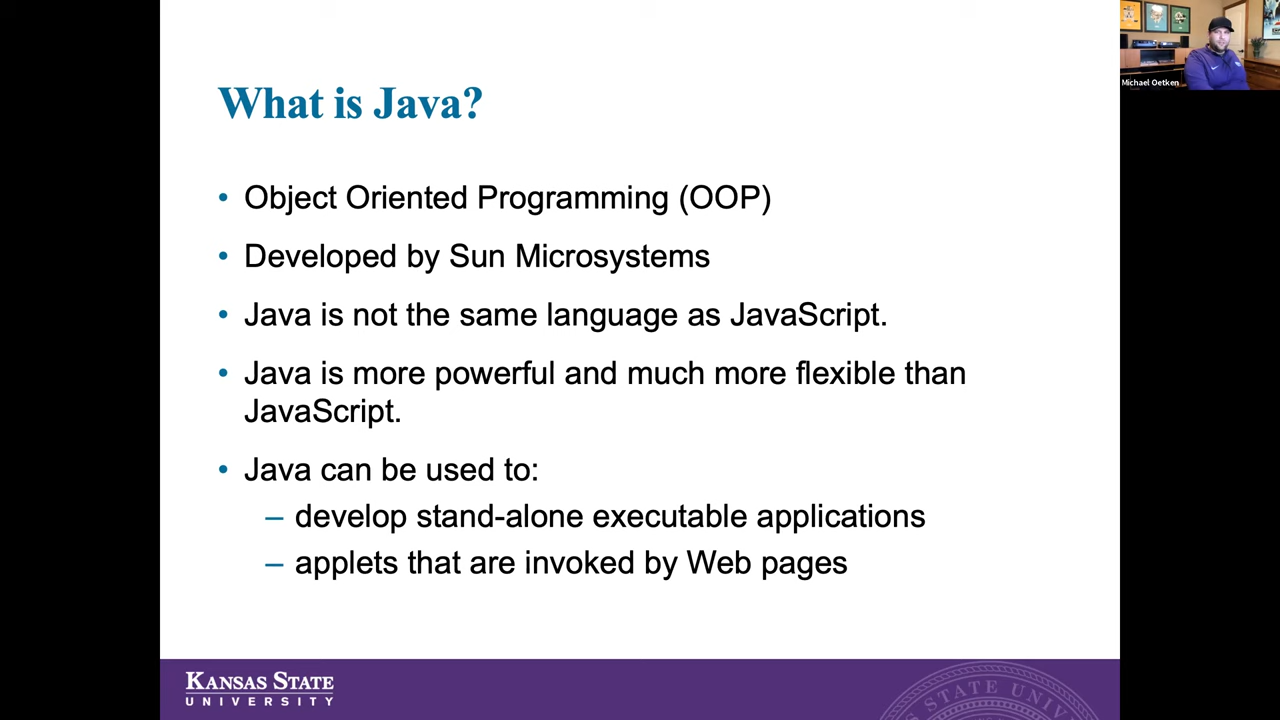 What is Java?
• Object Oriented Programming (OOP)
• Developed by Sun Microsystems
• Java is not the same language as JavaScript.
• Java is more powerful and much more flexible than
JavaScript.
• Java can be used to:
– develop stand-alone executable applications
– applets that are invoked by Web pages
KANSAS STATE
UNIVERSITY
STATE UNIV
Michael Oetken